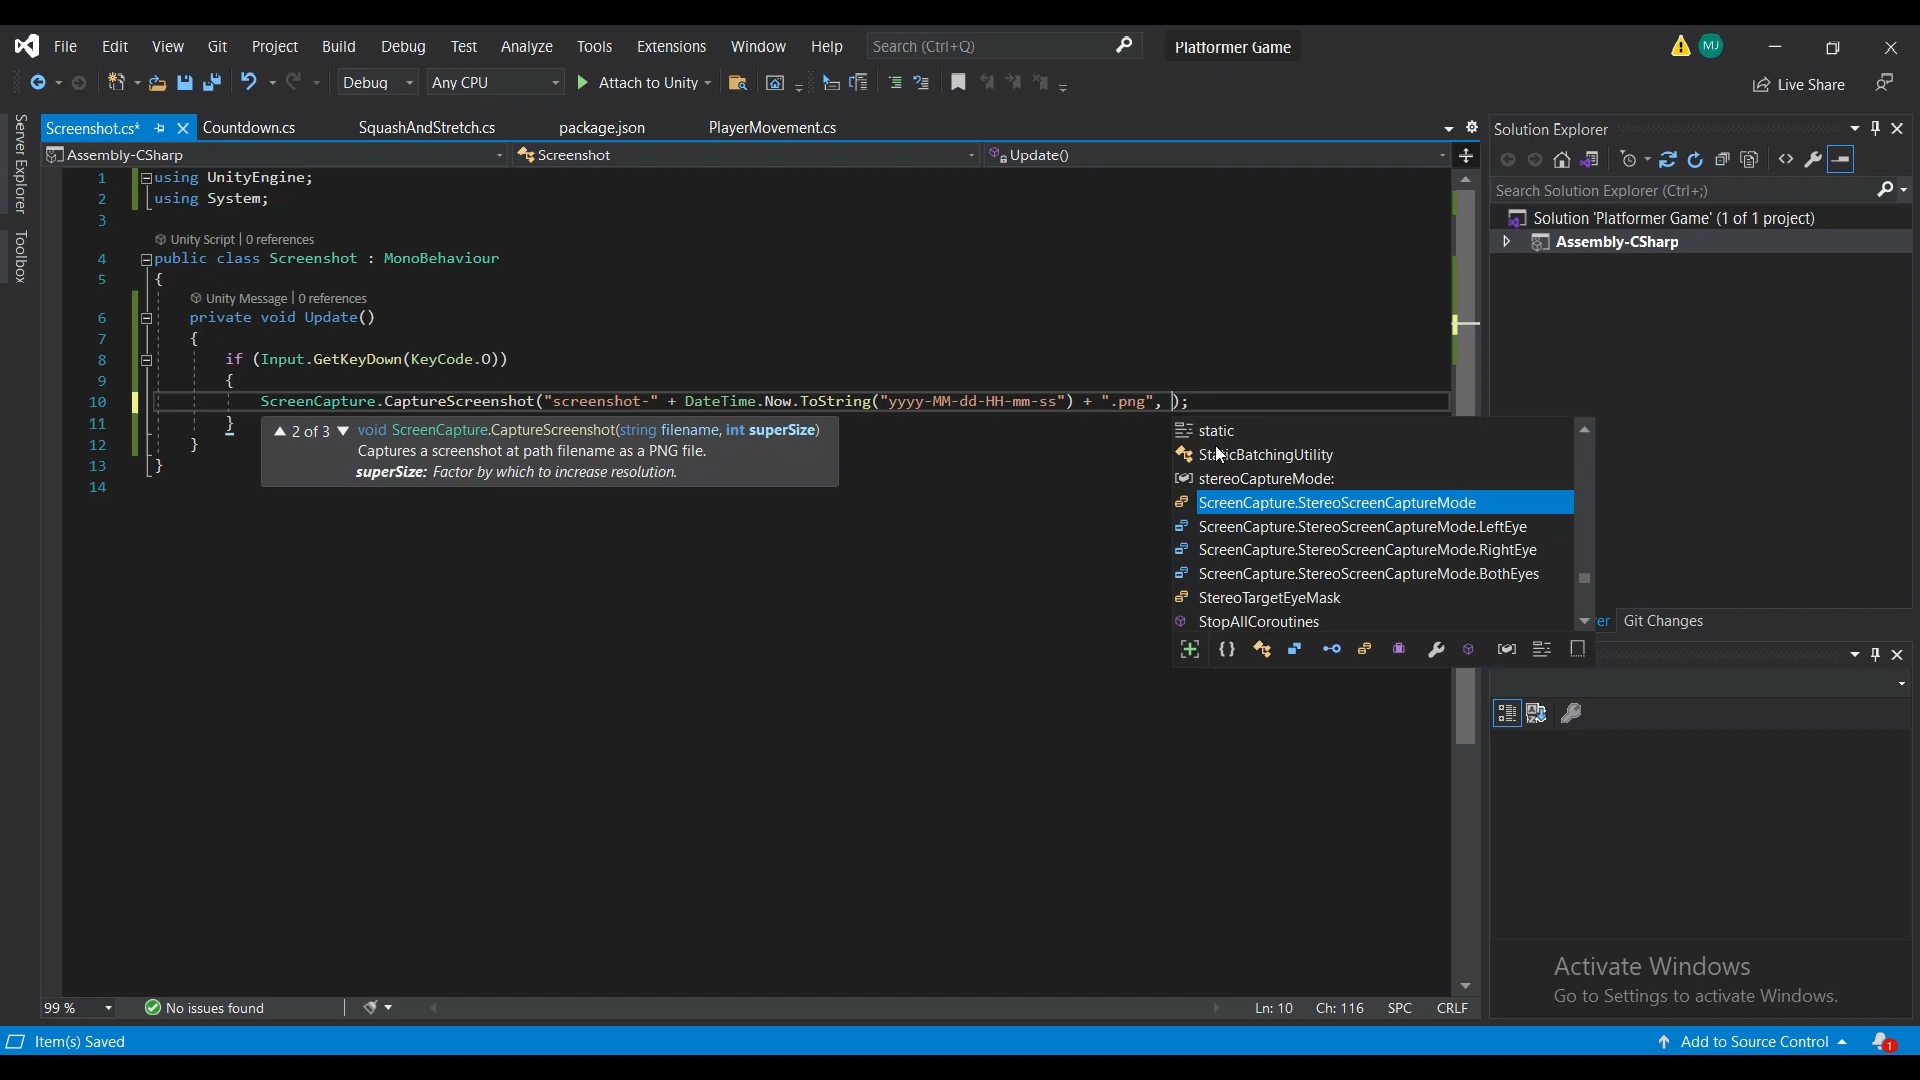 File Edit View Git Project Build Debug Test Analyze Tools Extensions Window Help Search (Ctrl+Q) Platformer Game MJ
Debug Any CPU Attach to Unity Live Share
Server Explorer
Toolbox
Screenshot.cs* Countdown.cs SquashAndStretch.cs package.json PlayerMovement.cs
Assembly-CSharp Screenshot Update()
1 using UnityEngine;
2 using System;
3
Unity Script | 0 references
4 public class Screenshot : MonoBehaviour
5 {
Unity Message | 0 references
6 private void Update()
7 {
8 if (Input.GetKeyDown(KeyCode.O))
9 {
10 ScreenCapture.CaptureScreenshot("screenshot-" + DateTime.Now.ToString("yyyy-MM-dd-HH-mm-ss") + ".png", );
11 }
12 }
13 }
14
2 of 3 void ScreenCapture.CaptureScreenshot(string filename, int superSize)
Captures a screenshot at path filename as a PNG file.
superSize: Factor by which to increase resolution.
static
StaticBatchingUtility
stereoCaptureMode:
ScreenCapture.StereoScreenCaptureMode
ScreenCapture.StereoScreenCaptureMode.LeftEye
ScreenCapture.StereoScreenCaptureMode.RightEye
ScreenCapture.StereoScreenCaptureMode.BothEyes
StereoTargetEyeMask
StopAllCoroutines
Solution Explorer
Search Solution Explorer (Ctrl+;)
Solution 'Platformer Game' (1 of 1 project)
Assembly-CSharp
er Git Changes
Activate Windows
Go to Settings to activate Windows.
99 % No issues found Ln: 10 Ch: 116 SPC CRLF
Item(s) Saved Add to Source Control 1